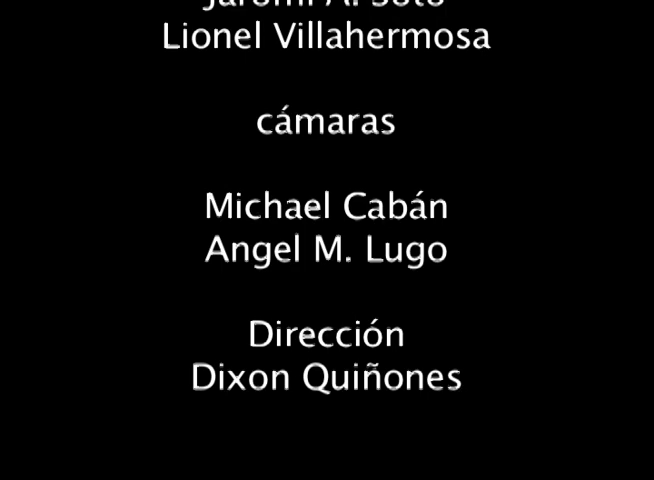 Lionel Villahermosa
cámaras
Michael Cabán
Angel M. Lugo
Dirección
Dixon Quiñones